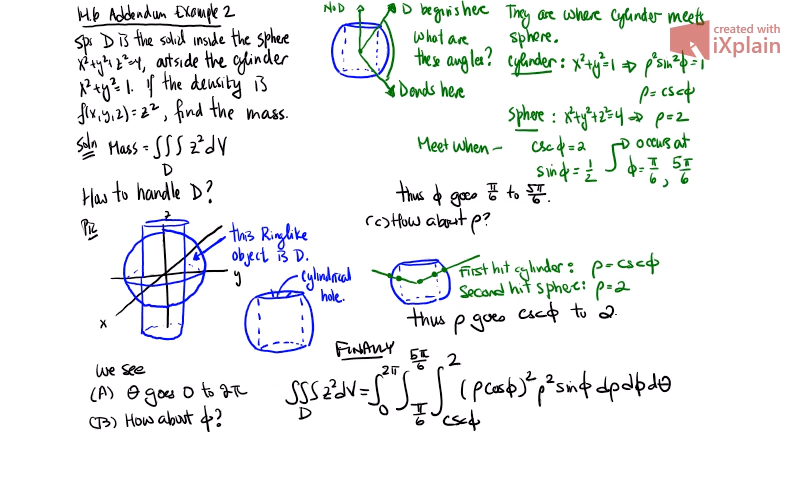 14.6 Addendum Example 2
Sps D is the solid inside the sphere
x²+y²+z²=4, outside the cylinder
x²+y²=1. If the density is
f(x,y,z)=z², find the mass.
Soln Mass = ∭ z² dV
D
How to handle D?
Pic
z
y
x
this Ringlike
object is D.
cylindrical
hole.
we see
(A) θ goes 0 to 2π
(B) How about φ?
D begins here
what are
these angles?
D ends here
They are where cylinder meets
sphere.
cylinder: x²+y²=1 ⇒ ρ²sin²φ=1
ρ=cscφ
Sphere: x²+y²+z²=4 ⇒ ρ=2
Meet when – cscφ=2
sinφ=1/2
D occurs at
φ=π/6, 5π/6
thus φ goes π/6 to 5π/6.
(c) How about ρ?
First hit cylinder: ρ=cscφ
Second hit sphere: ρ=2
thus ρ goes cscφ to 2.
FINALLY
∭_D z² dV = ∫_0^{2π} ∫_{π/6}^{5π/6} ∫_{cscφ}^2 (ρcosφ)² ρ² sinφ dρdφdθ
created with
iXplain